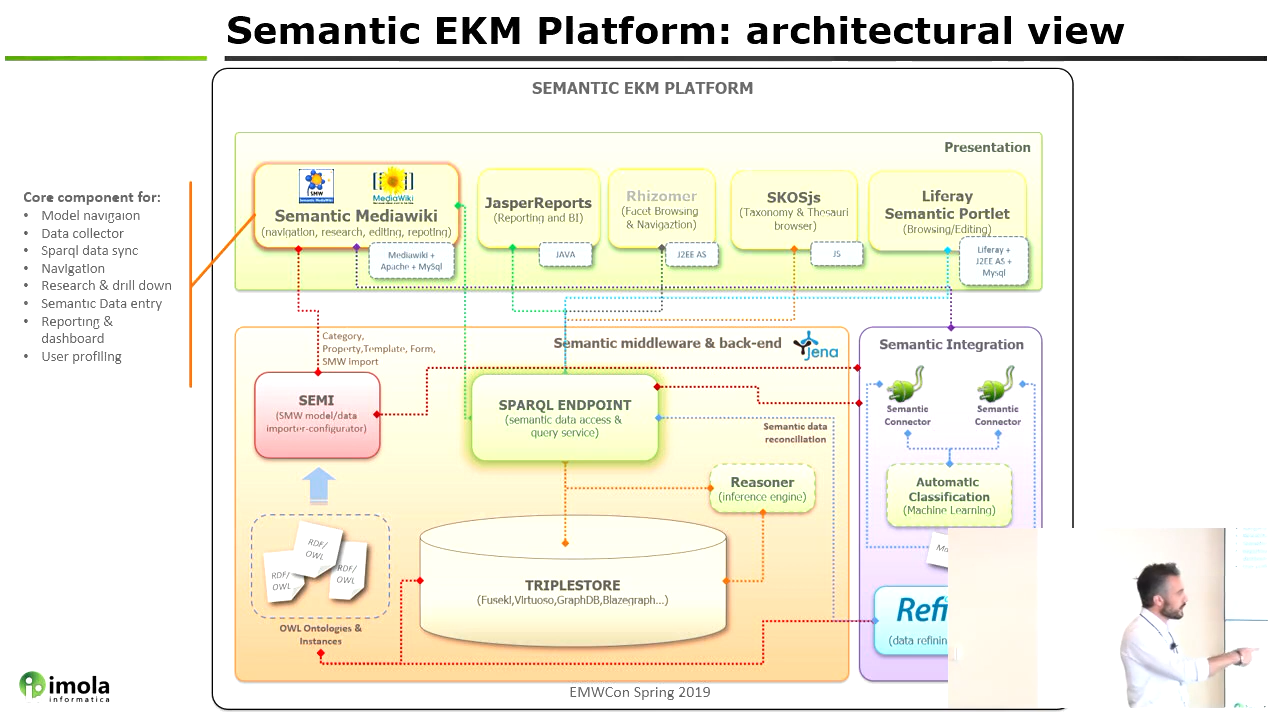 Semantic EKM Platform: architectural view
SEMANTIC EKM PLATFORM
Presentation
Core component for:
• Model navigaion
• Data collector
• Sparql data sync
• Navigation
• Research & drill down
• Semantic Data entry
• Reporting &
dashboard
• User profiling
SMW
Semantic MediaWiki
MediaWiki
Semantic Mediawiki
(navigation, research, editing, repoting)
Mediawiki +
Apache + MySql
JasperReports
(Reporting and BI)
JAVA
Rhizomer
(Facet Browsing
& Navigaztion)
J2EE AS
SKOSjs
(Taxonomy & Thesauri
browser)
JS
Liferay
Semantic Portlet
(Browsing/Editing)
Liferay +
J2EE AS +
Mysql
Category,
Property,Template, Form,
SMW Import
Semantic middleware & back-end
jena
Semantic Integration
SEMI
(SMW model/data
importer-configurator)
SPARQL ENDPOINT
(semantic data access &
query service)
Semantic data
reconcillation
Semantic
Connector
Semantic
Connector
Reasoner
(inference engine)
Automatic
Classification
(Machine Learning)
RDF/
OWL
RDF/
OWL
RDF/
OWL
OWL Ontologies &
Instances
TRIPLESTORE
(Fuseki,Virtuoso,GraphDB,Blazegraph...)
Refi
(data refinin
imola
informatica
EMWCon Spring 2019